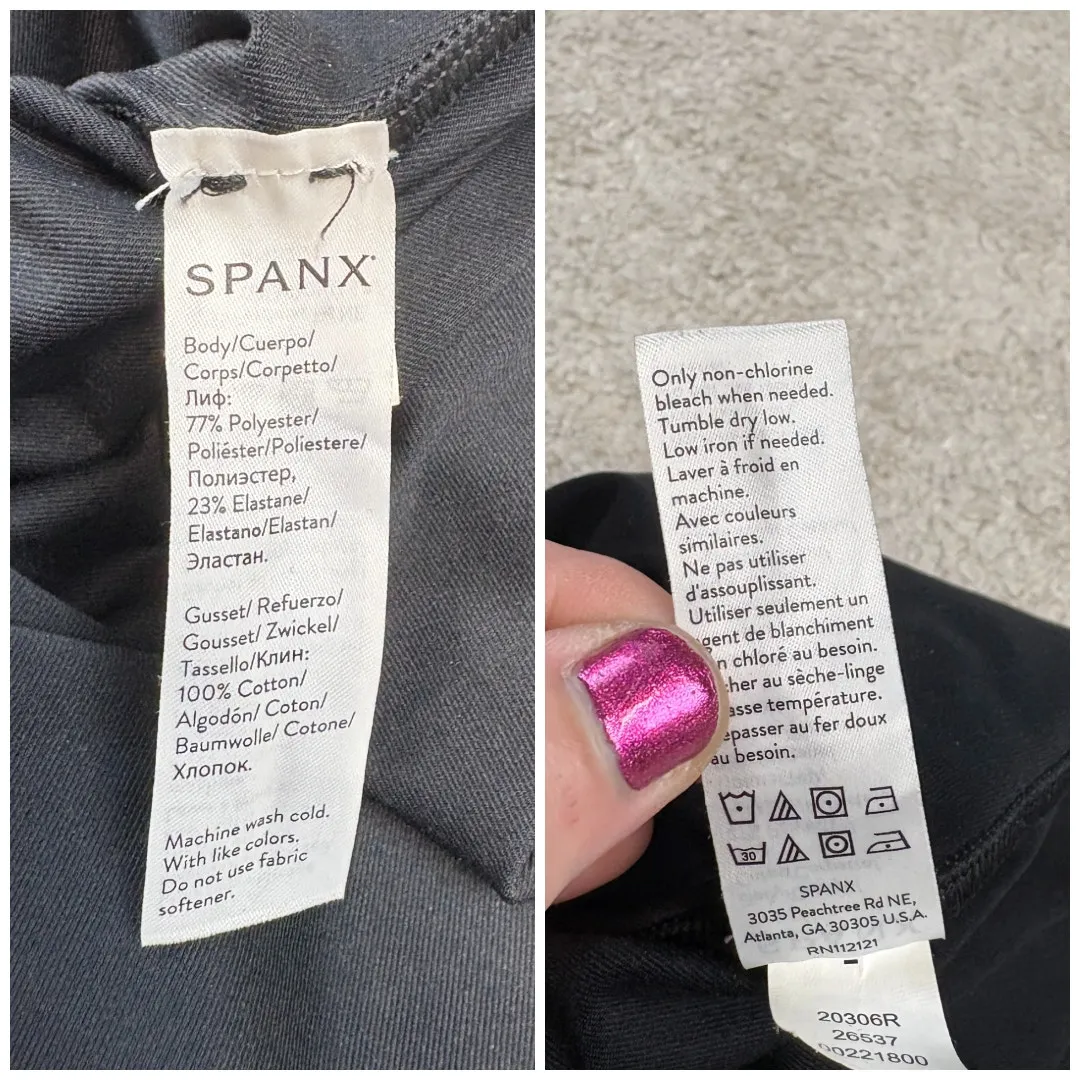 SPANX
Body/Cuerpo/
Corps/Corpetto/
Лиф:
77% Polyester/
Poliéster/Poliestere/
Полиэстер,
23% Elastane/
Elastano/Elastan/
Эластан.
Gusset/ Refuerzo/
Gousset/ Zwickel/
Tassello/Клин:
100% Cotton/
Algodón/ Coton/
Baumwolle/ Cotone/
Хлопок.
Machine wash cold.
With like colors.
Do not use fabric
softener.
Only non-chlorine
bleach when needed.
Tumble dry low.
Low iron if needed.
Laver à froid en
machine.
Avec couleurs
similaires.
Ne pas utiliser
d'assouplissant.
Utiliser seulement un
de blanchiment
chloré au besoin.
au sèche-linge
température.
au fer doux
au besoin.
30
SPANX
3035 Peachtree Rd NE,
Atlanta, GA 30305 U.S.A.
RN112121
20306R
26537
00221800